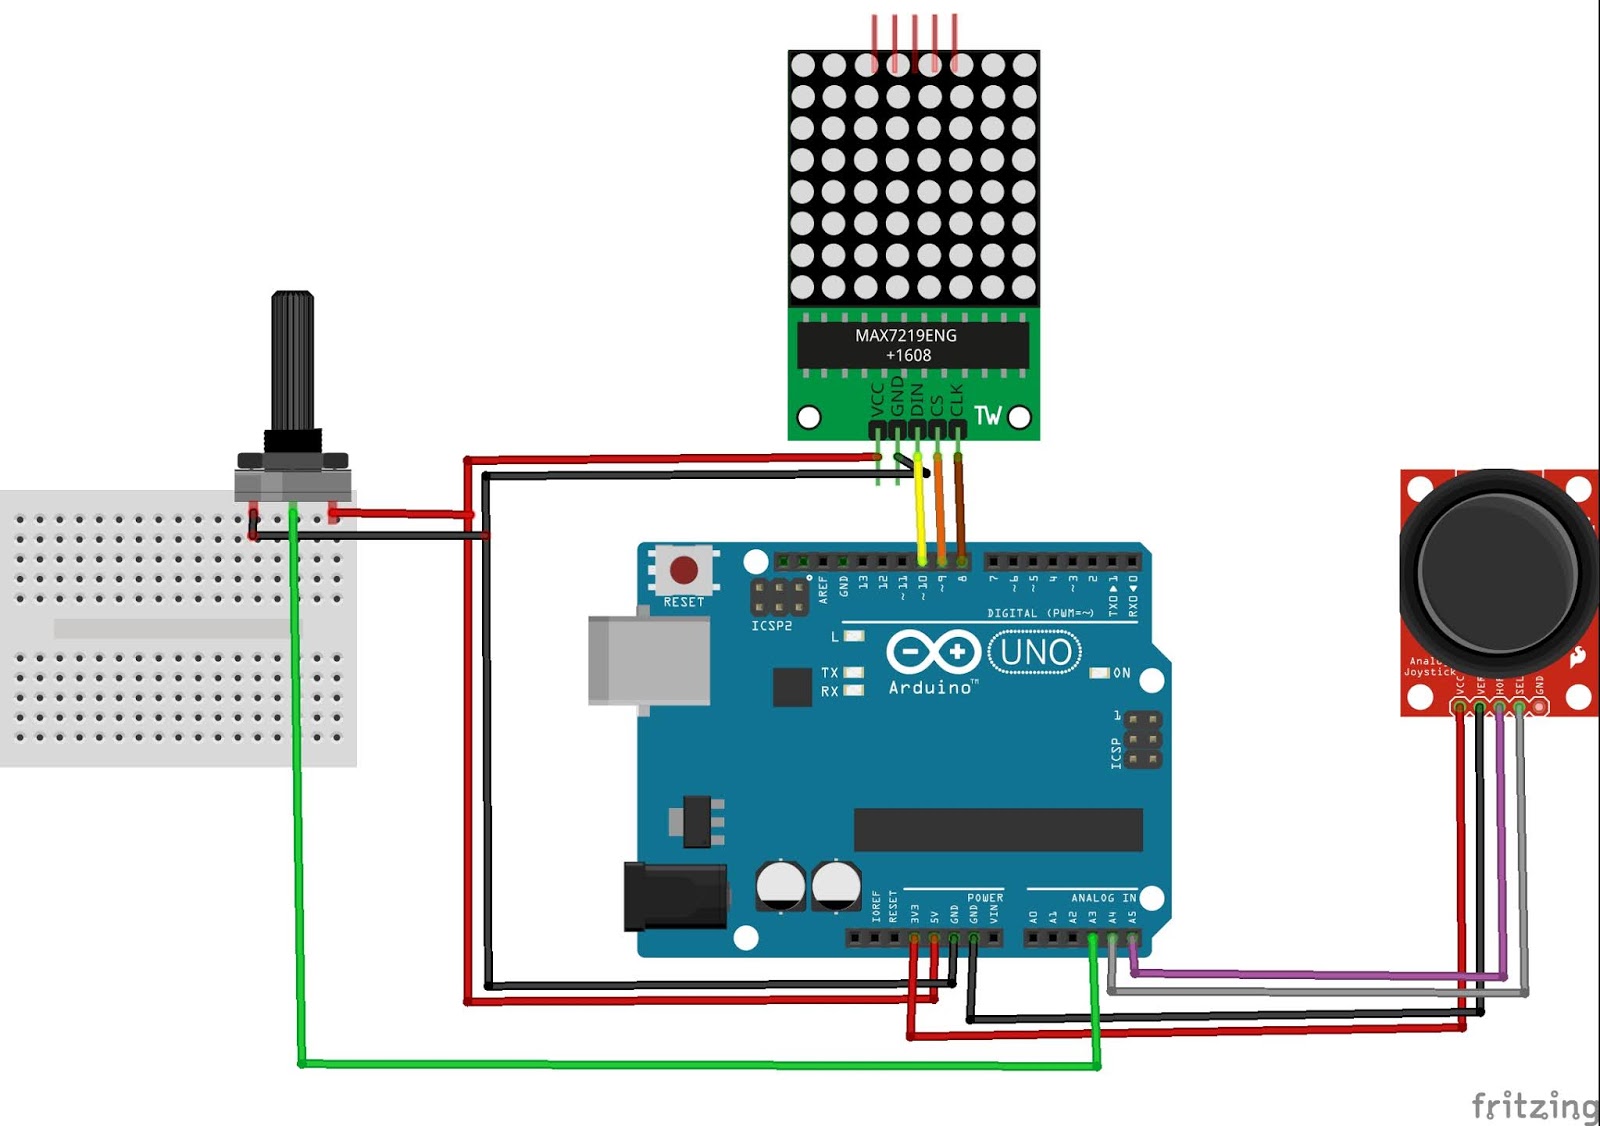 MAX7219ENG
+1608
VCC
GND
DIN
CS
CLK
TW
RESET
ICSP2
AREF
GND
13
12
~11
~10
~9
8
7
~6
~5
4
~3
2
TX0▶1
RX0◀0
DIGITAL (PWM=~)
L
TX
RX
Arduino™
UNO
ON
1
ICSP
IOREF
RESET
3V3
5V
GND
GND
VIN
POWER
A0
A1
A2
A3
A4
A5
ANALOG IN
Joystick
VCC
VER
HOR
SEL
GND
fritzing